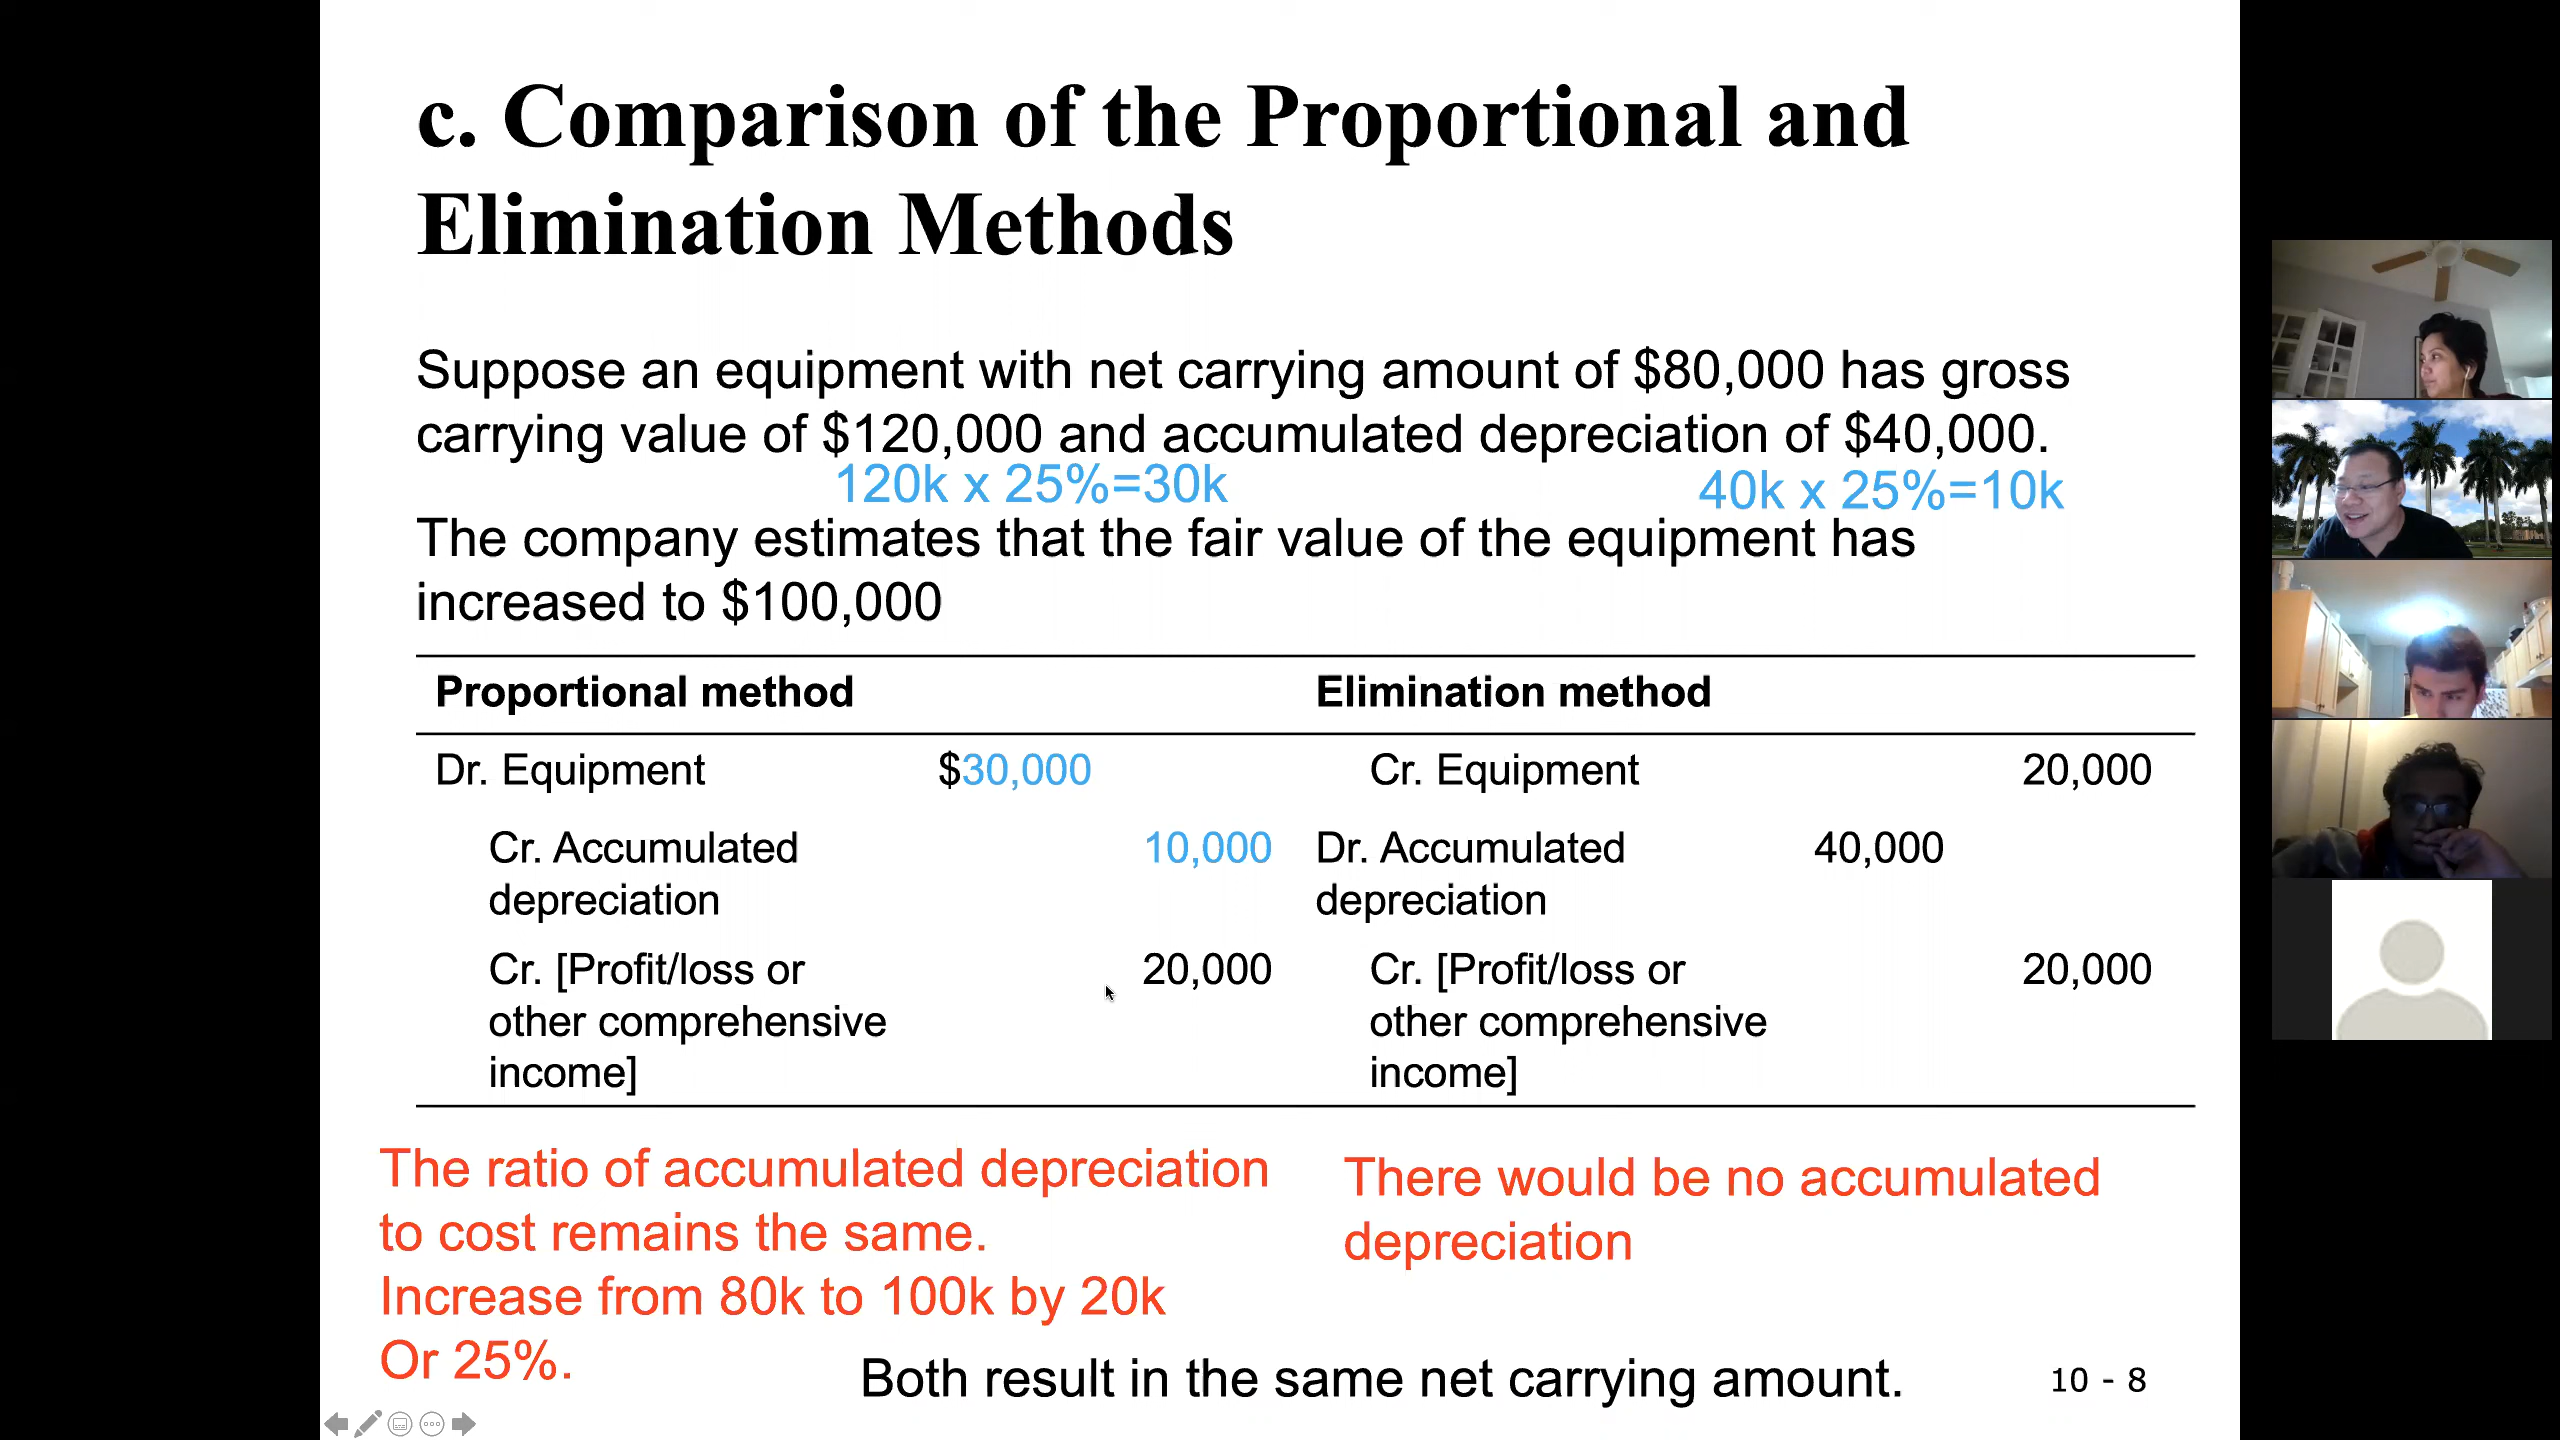 c. Comparison of the Proportional and
Elimination Methods
Suppose an equipment with net carrying amount of $80,000 has gross
carrying value of $120,000 and accumulated depreciation of $40,000.
120k x 25%=30k 40k x 25%=10k
The company estimates that the fair value of the equipment has
increased to $100,000
Proportional method Elimination method
Dr. Equipment $30,000 Cr. Equipment 20,000
Cr. Accumulated 10,000 Dr. Accumulated 40,000
depreciation depreciation
Cr. [Profit/loss or 20,000 Cr. [Profit/loss or 20,000
other comprehensive other comprehensive
income] income]
The ratio of accumulated depreciation
to cost remains the same.
Increase from 80k to 100k by 20k
Or 25%.
There would be no accumulated
depreciation
Both result in the same net carrying amount.
10 - 8